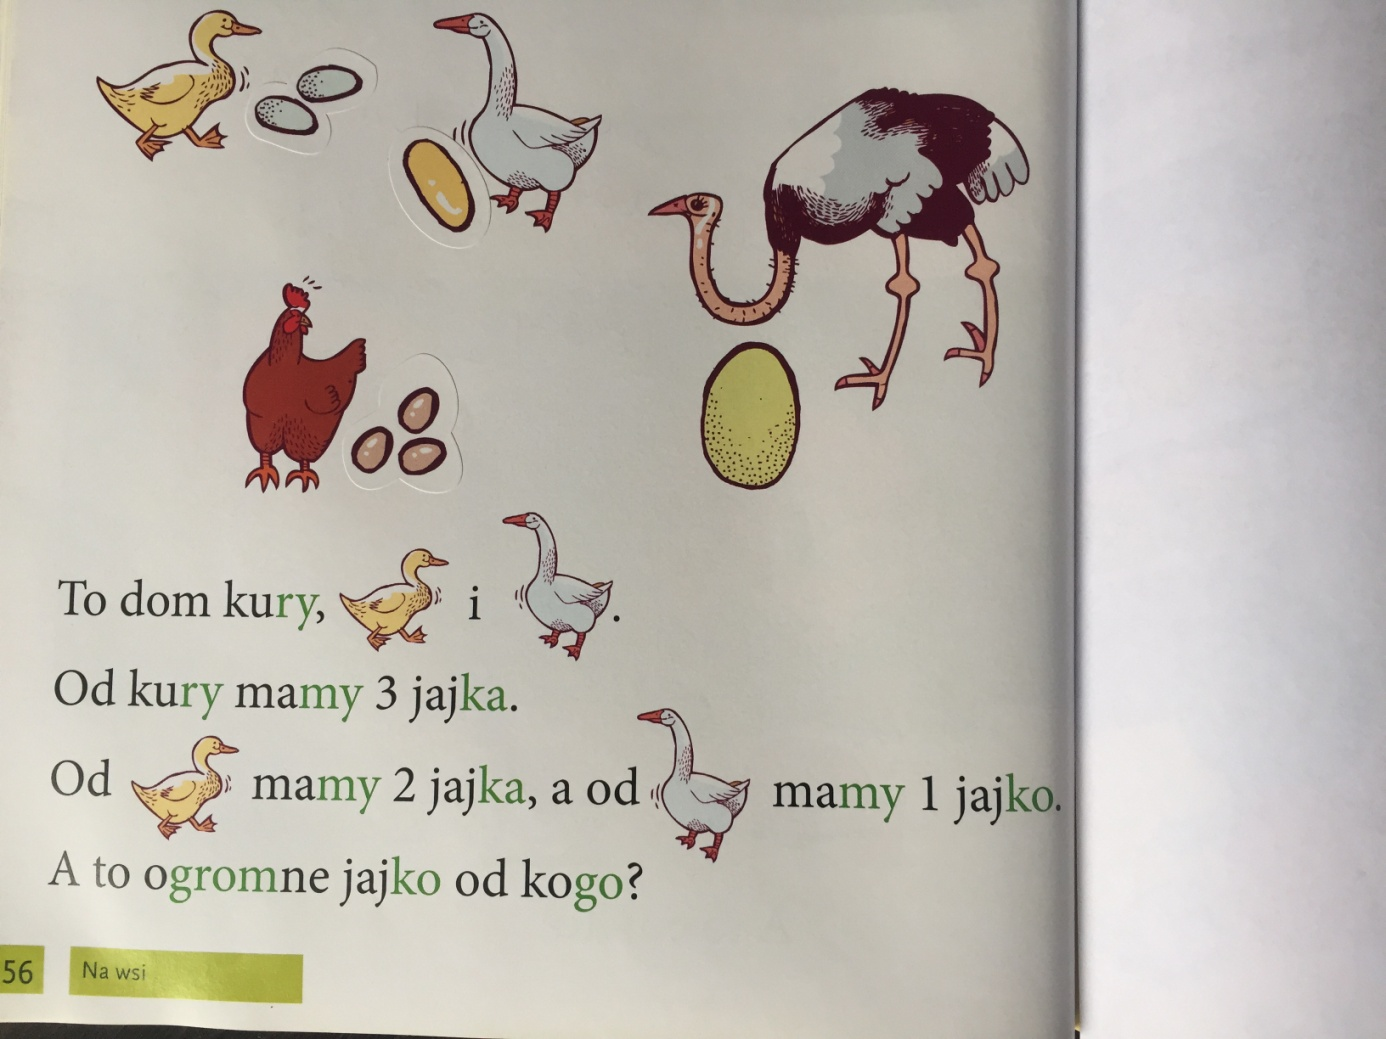 To dom kury, i .
Od kury mamy 3 jajka.
Od mamy 2 jajka, a od mamy 1 jajko.
A to ogromne jajko od kogo?
56 Na wsi